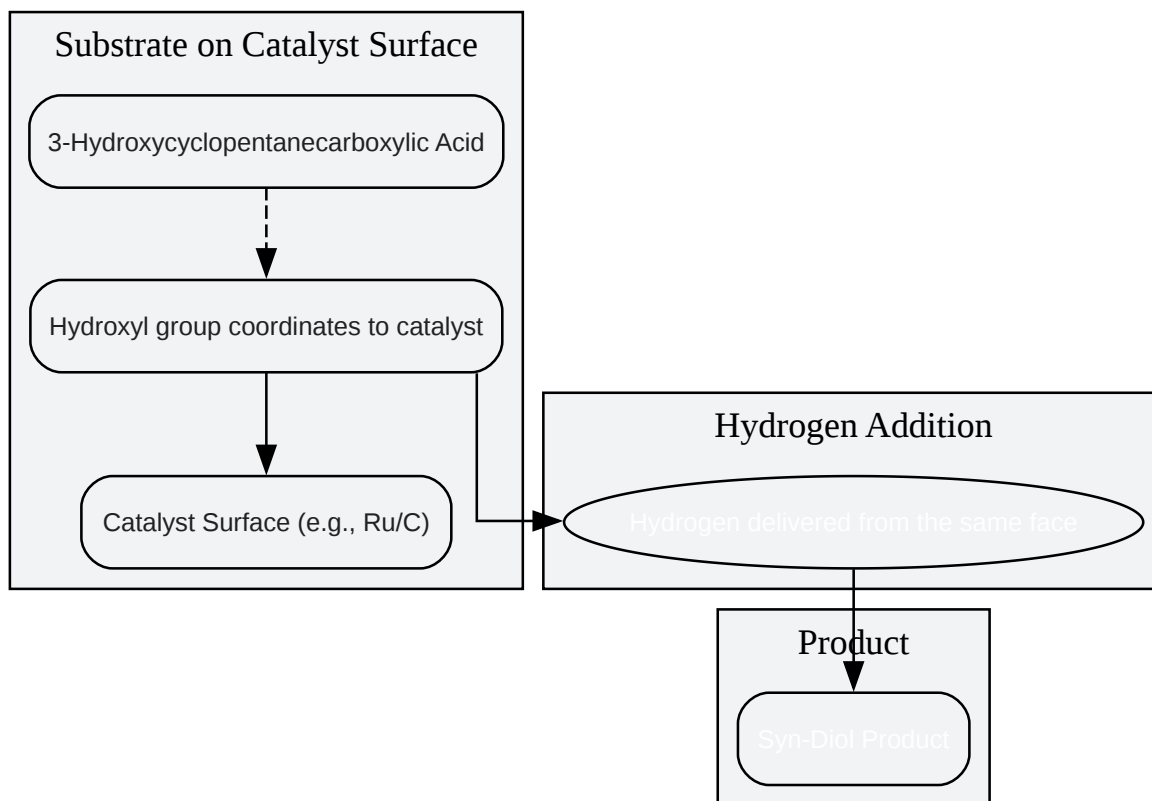 Substrate on Catalyst Surface
3-Hydroxycyclopentanecarboxylic Acid
Hydroxyl group coordinates to catalyst
Catalyst Surface (e.g., Ru/C)
Hydrogen Addition
Hydrogen delivered from the same face
Product
Syn-Diol Product